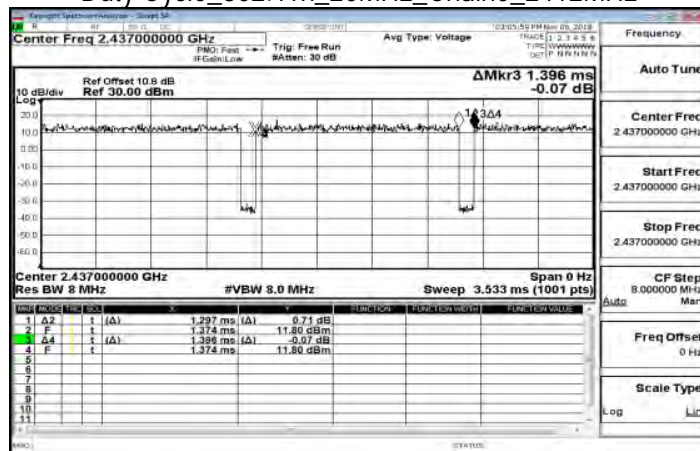 Keysight Spectrum Analyzer - Swept SA
03:05:59 PM Nov 06, 2018
Center Freq 2.437000000 GHz
PNO: Fast
IFGain:Low
Trig: Free Run
#Atten: 30 dB
Avg Type: Voltage
TRACE 1 2 3 4 5 6
TYPE WWWWWW
DET P N N N N N
Frequency
Auto Tune
Ref Offset 10.8 dB
Ref 30.00 dBm
10 dB/div
Log
ΔMkr3 1.396 ms
-0.07 dB
20.0
10.0
0.00
-10.0
-20.0
-30.0
-40.0
-50.0
-60.0
3Δ4
Center 2.437000000 GHz
Res BW 8 MHz
#VBW 8.0 MHz
Span 0 Hz
Sweep 3.533 ms (1001 pts)
MKR MODE TRC SCL X Y FUNCTION FUNCTION WIDTH FUNCTION VALUE
1 Δ2 t (Δ) 1.297 ms (Δ) 0.71 dB
2 F t 1.374 ms 11.80 dBm
3 Δ4 t (Δ) 1.396 ms (Δ) -0.07 dB
4 F t 1.374 ms 11.80 dBm
5
6
7
8
9
10
11
Center Freq
2.437000000 GHz
Start Freq
2.437000000 GHz
Stop Freq
2.437000000 GHz
CF Step
8.000000 MHz
Auto Man
Freq Offset
0 Hz
Scale Type
Log Lin
MSG
STATUS